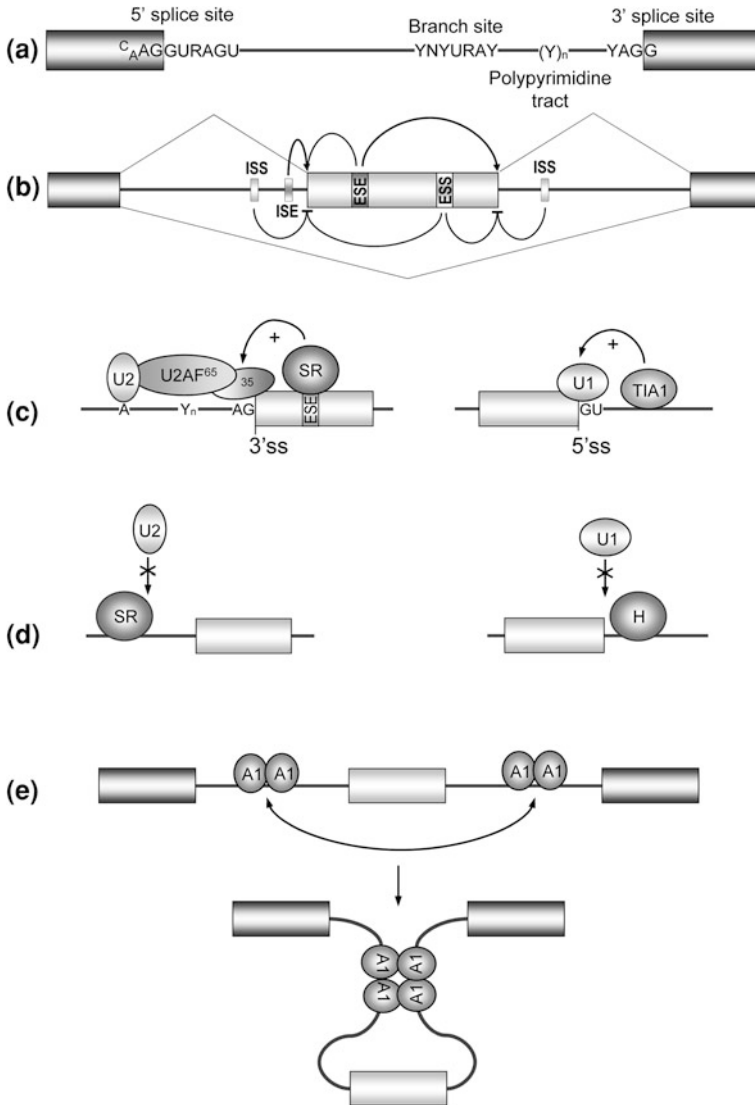 5' splice site
Branch site
3' splice site
(a)
CAAGGURAGU
YNYURAY
(Y)n
YAGG
Polypyrimidine
tract
(b)
ISS
ISE
ESE
ESS
ISS
(c)
U2
U2AF65
35
SR
ESE
A
Yn
AG
3'ss
+
U1
TIA1
GU
5'ss
+
(d)
U2
SR
U1
H
(e)
A1 A1
A1 A1
A1 A1
A1 A1